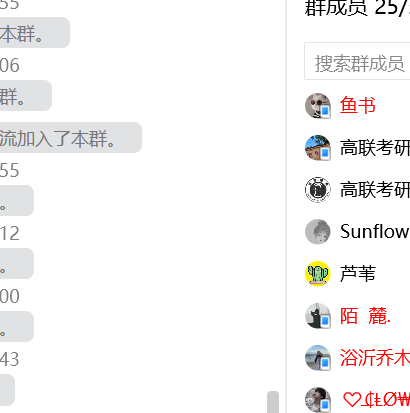 55
本群。
06
群。
流加入了本群。
55
。
12
。
00
。
43
群成员 25/
搜索群成员
鱼书
高联考研
高联考研
Sunflow
芦苇
陌 麓.
浴沂乔木